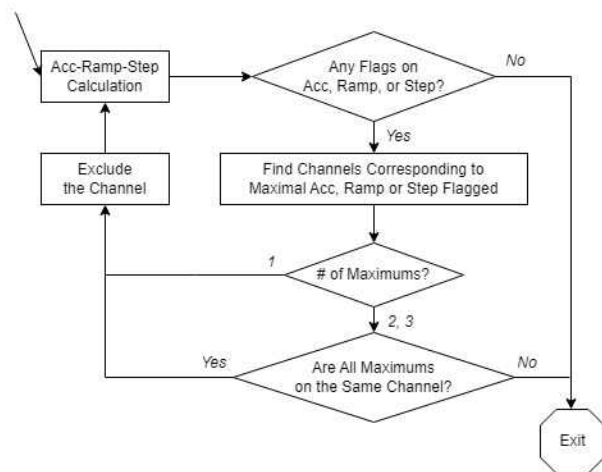 Acc-Ramp-Step
Calculation
Any Flags on
Acc, Ramp, or Step?
No
Yes
Exclude
the Channel
Find Channels Corresponding to
Maximal Acc, Ramp or Step Flagged
1
# of Maximums?
2, 3
Yes
Are All Maximums
on the Same Channel?
No
Exit